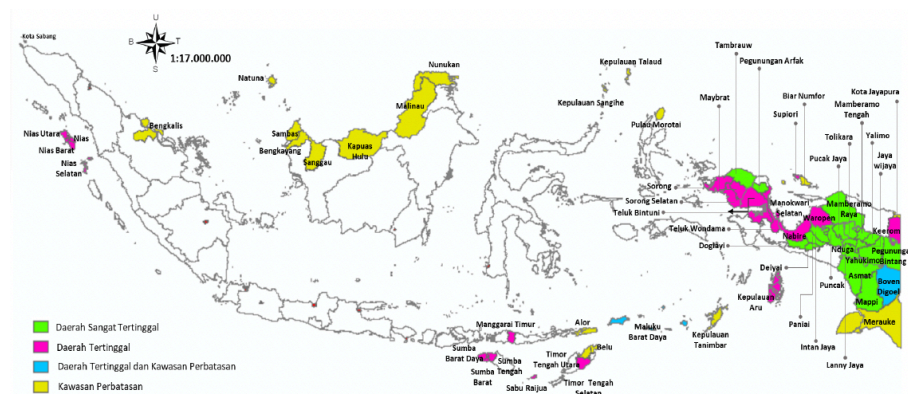 Kota Sabang
U
B
T
S
1:17.000.000
Natuna
Nunukan
Malinau
Kepulauan Talaud
Kepulauan Sangihe
Pulau Morotai
Tambrauw
Pegunungan Arfak
Maybrat
Biar Numfor
Supiori
Kota Jayapura
Mamberamo
Tengah
Tolikara
Yalimo
Pucak Jaya
Jaya
wijaya
Nias Utara
Nias
Nias Barat
Nias
Selatan
Bengkalis
Sambas
Bengkayang
Sanggau
Kapuas
Hulu
Sorong
Sorong Selatan
Teluk Bintuni
Manokwari
Selatan
Teluk Wondama
Dogiayi
Waropen
Mamberamo
Raya
Nabire
Keerom
Nduga
Pegununga
Bintang
Yahukimo
Asmat
Boven
Digoel
Mappi
Merauke
Deiyai
Kepulauan
Aru
Paniai
Puncak
Intan Jaya
Lanny Jaya
Manggarai Timur
Alor
Maluku
Barat Daya
Kepulauan
Tanimbar
Sumba
Barat Daya
Sumba
Tengah
Sumba
Barat
Sabu Raijua
Timor
Tengah Utara
Belu
Timor Tengah
Selatan
Daerah Sangat Tertinggal
Daerah Tertinggal
Daerah Tertinggal dan Kawasan Perbatasan
Kawasan Perbatasan